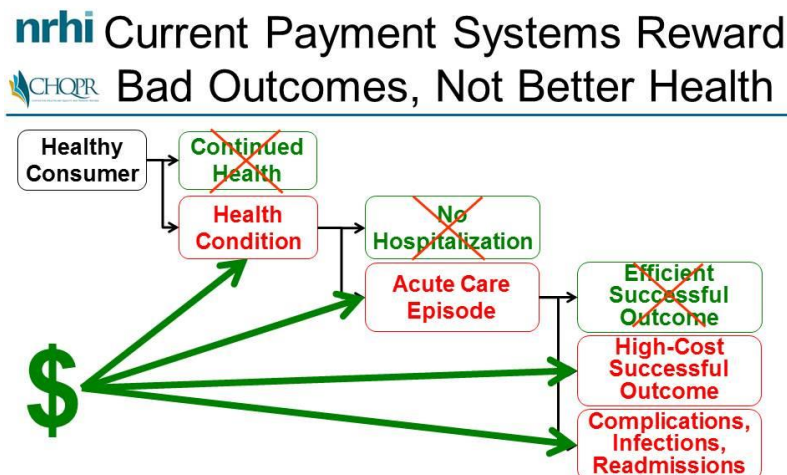 nrhi Current Payment Systems Reward
CHQPR Bad Outcomes, Not Better Health
Healthy
Consumer
Continued
Health
Health
Condition
No
Hospitalization
Acute Care
Episode
Efficient
Successful
Outcome
High-Cost
Successful
Outcome
Complications,
Infections,
Readmissions
$